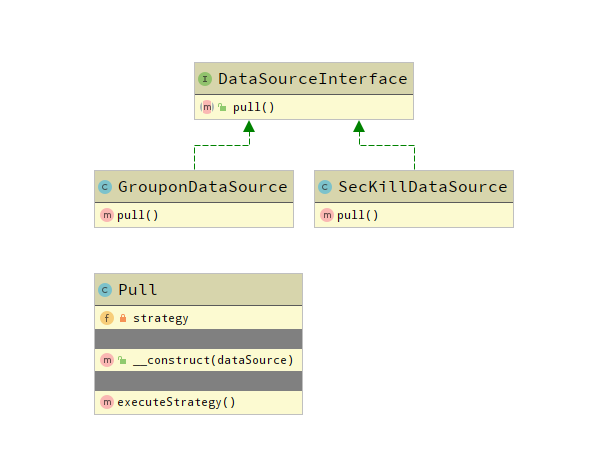 I DataSourceInterface
m pull()
C GrouponDataSource
m pull()
C SecKillDataSource
m pull()
C Pull
f strategy
m __construct(dataSource)
m executeStrategy()